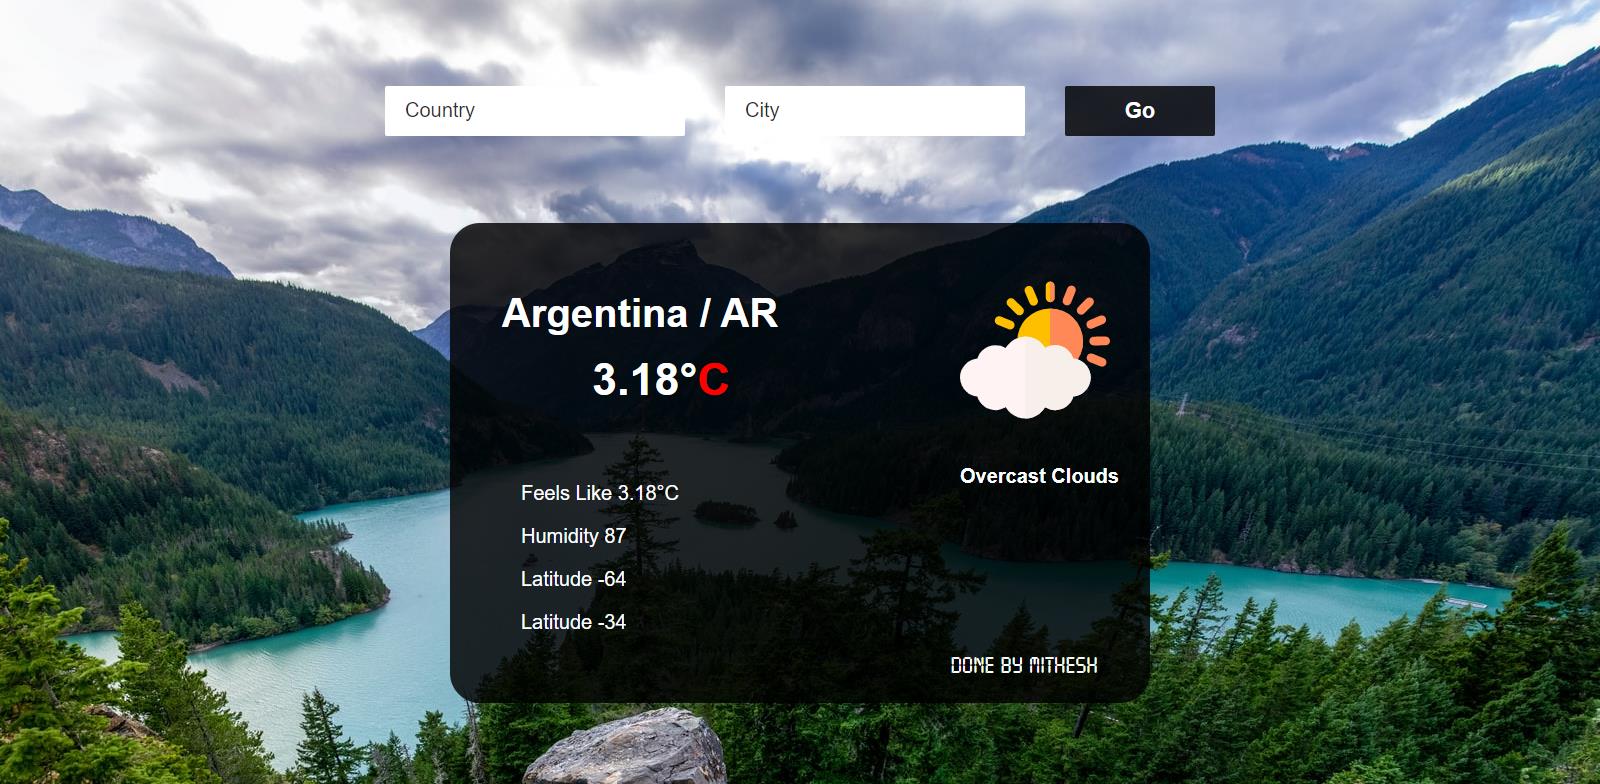 Country
City
Go
Argentina / AR
3.18°C
Overcast Clouds
Feels Like 3.18°C
Humidity 87
Latitude -64
Latitude -34
DONE BY MITHESH